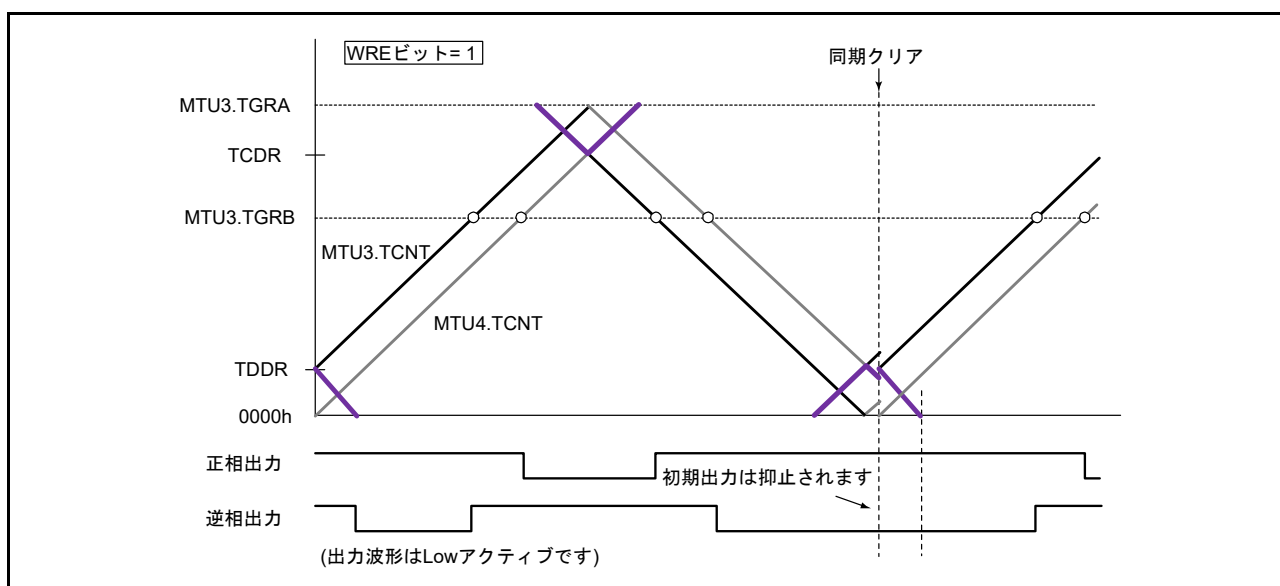 WREビット= 1
同期クリア
MTU3.TGRA
TCDR
MTU3.TGRB
MTU3.TCNT
MTU4.TCNT
TDDR
0000h
正相出力
初期出力は抑止されます
逆相出力
(出力波形はLowアクティブです)